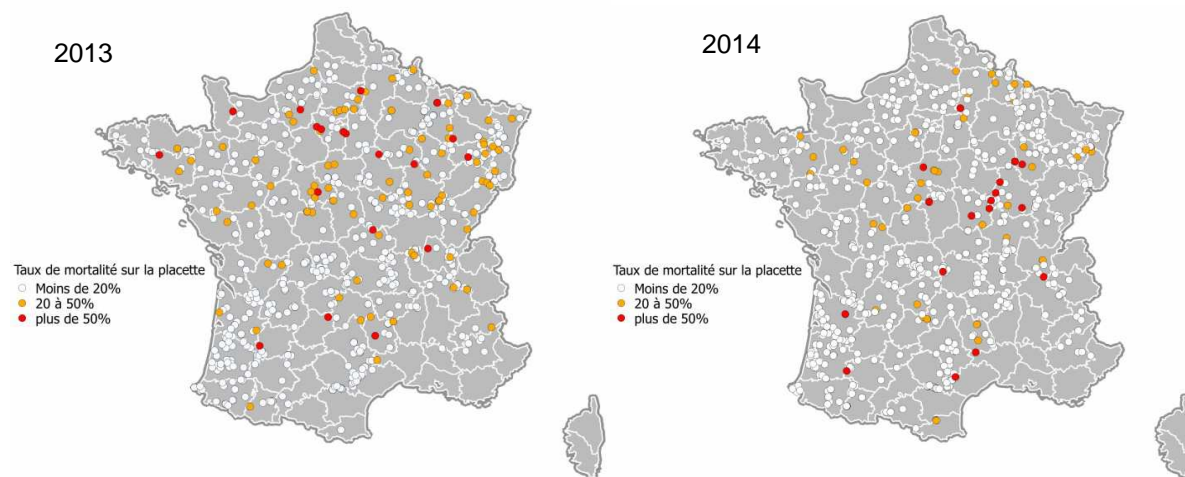 2013
Taux de mortalité sur la placette
Moins de 20%
20 à 50%
plus de 50%
2014
Taux de mortalité sur la placette
Moins de 20%
20 à 50%
plus de 50%